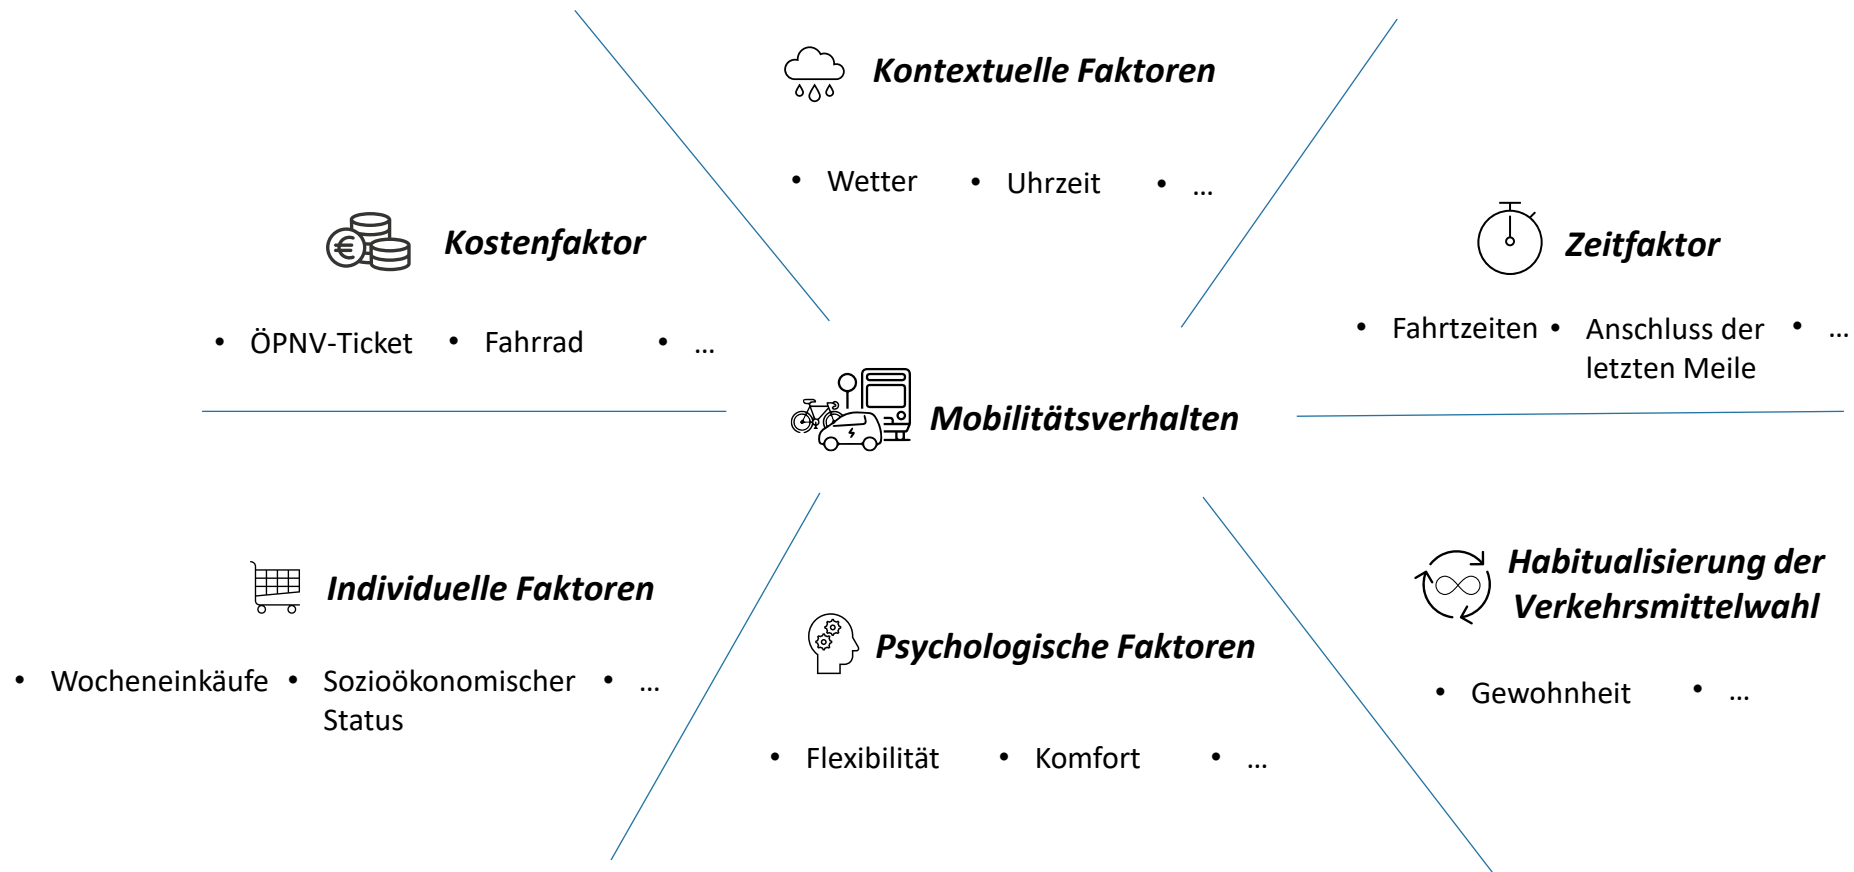 Kontextuelle Faktoren
• Wetter • Uhrzeit • ...
Kostenfaktor
• ÖPNV-Ticket • Fahrrad • ...
Zeitfaktor
• Fahrtzeiten • Anschluss der • ...
letzten Meile
Mobilitätsverhalten
Individuelle Faktoren
• Wocheneinkäufe • Sozioökonomischer • ...
Status
Psychologische Faktoren
• Flexibilität • Komfort • ...
Habitualisierung der
Verkehrsmittelwahl
• Gewohnheit • ...